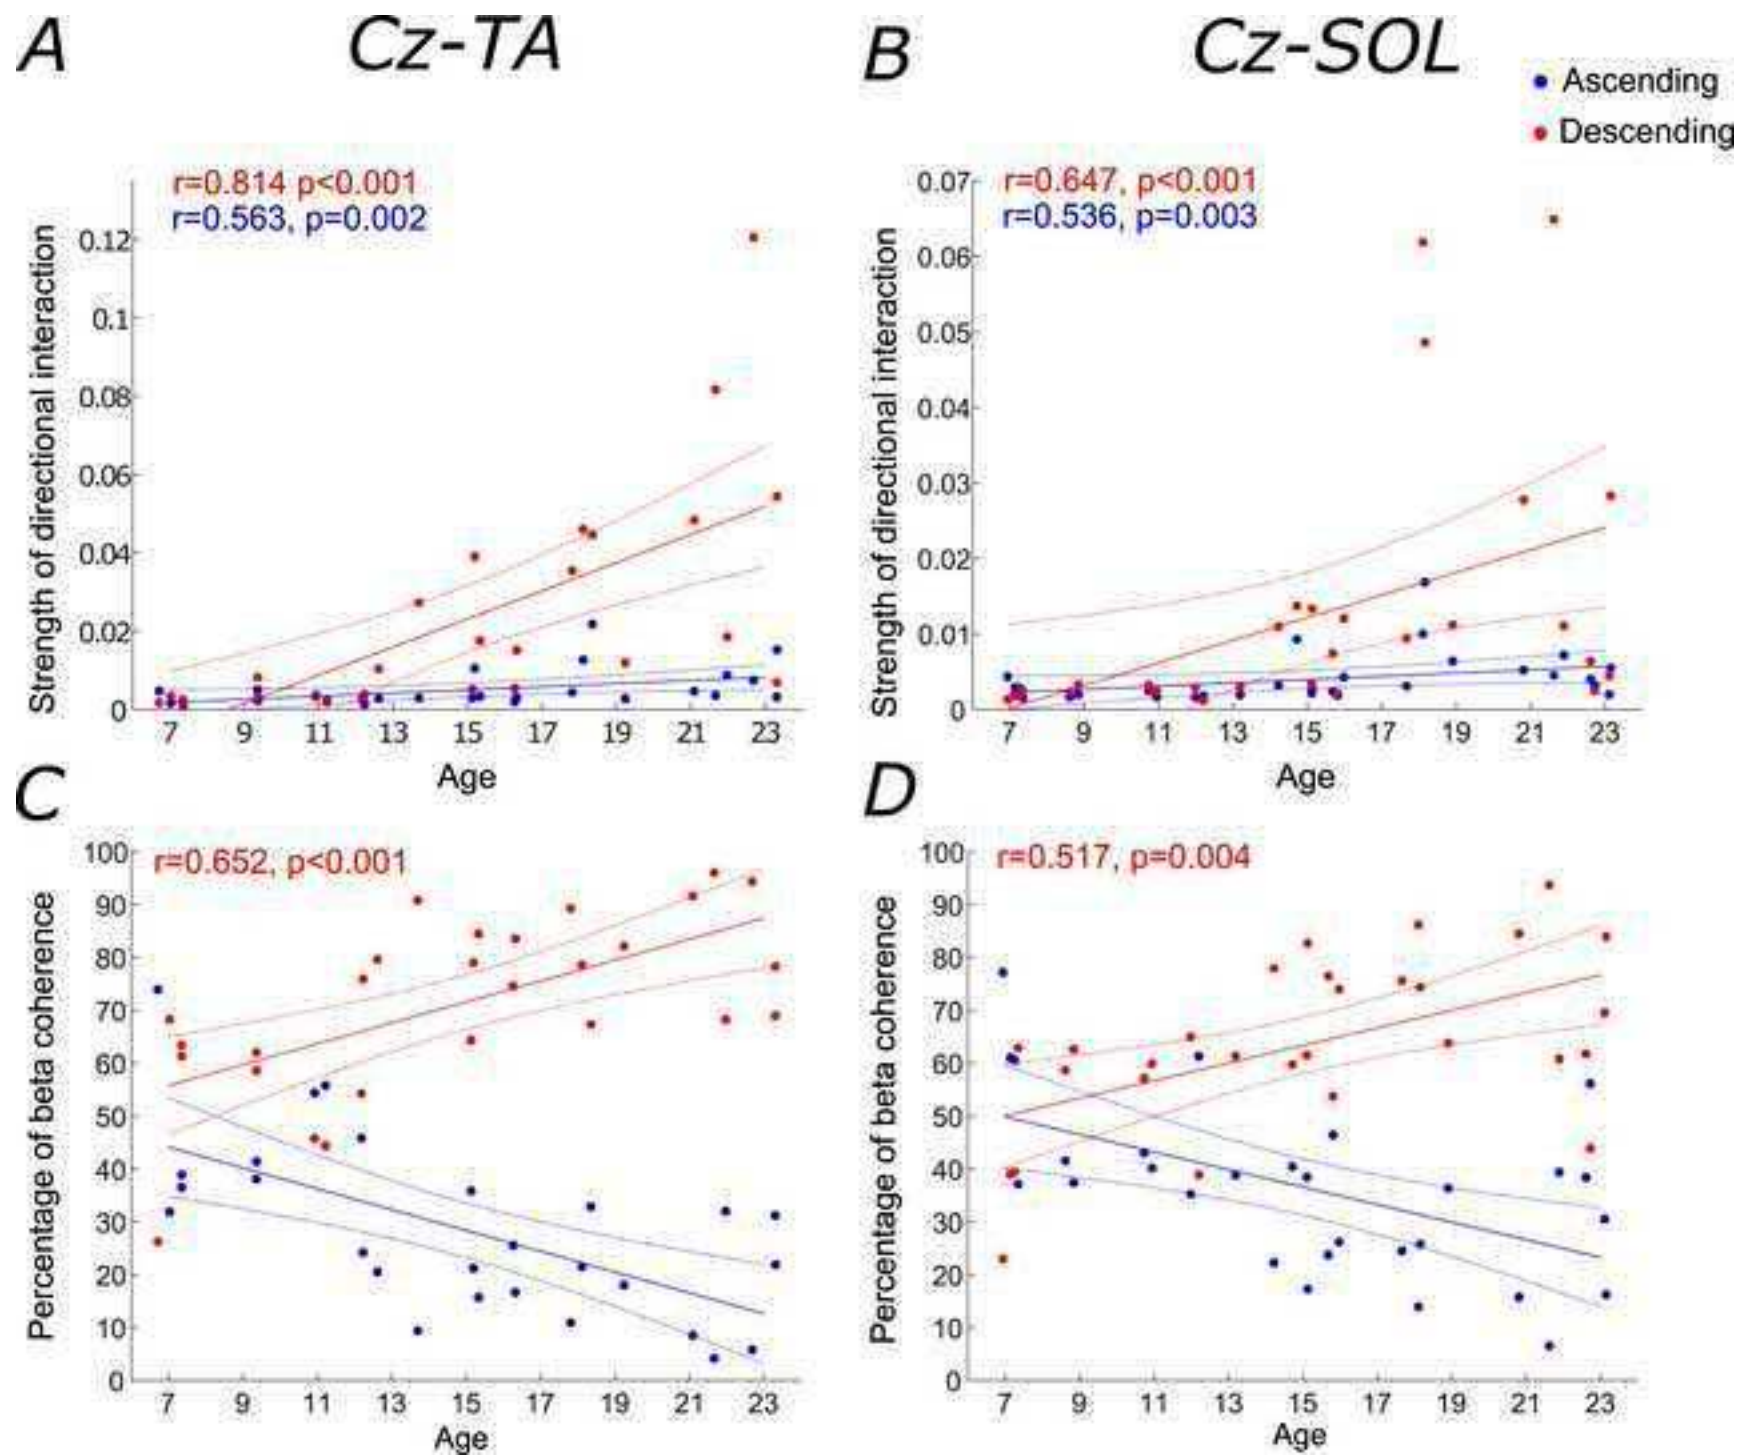 A Cz-TA
B Cz-SOL
Ascending
Descending
r=0.814 p<0.001
r=0.563, p=0.002
Strength of directional interaction
0.12
0.1
0.08
0.06
0.04
0.02
0
7 9 11 13 15 17 19 21 23
Age
r=0.647, p<0.001
r=0.536, p=0.003
Strength of directional interaction
0.07
0.06
0.05
0.04
0.03
0.02
0.01
0
7 9 11 13 15 17 19 21 23
Age
C
r=0.652, p<0.001
Percentage of beta coherence
100
90
80
70
60
50
40
30
20
10
0
7 9 11 13 15 17 19 21 23
Age
D
r=0.517, p=0.004
Percentage of beta coherence
100
90
80
70
60
50
40
30
20
10
0
7 9 11 13 15 17 19 21 23
Age